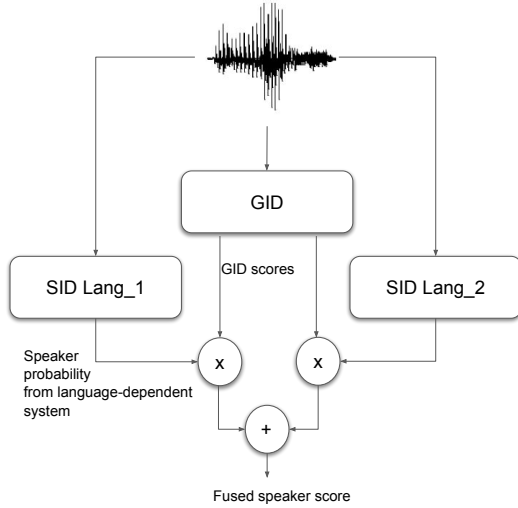 GID
SID Lang_1
GID scores
SID Lang_2
Speaker
probability
from language-dependent
system
x
x
+
Fused speaker score